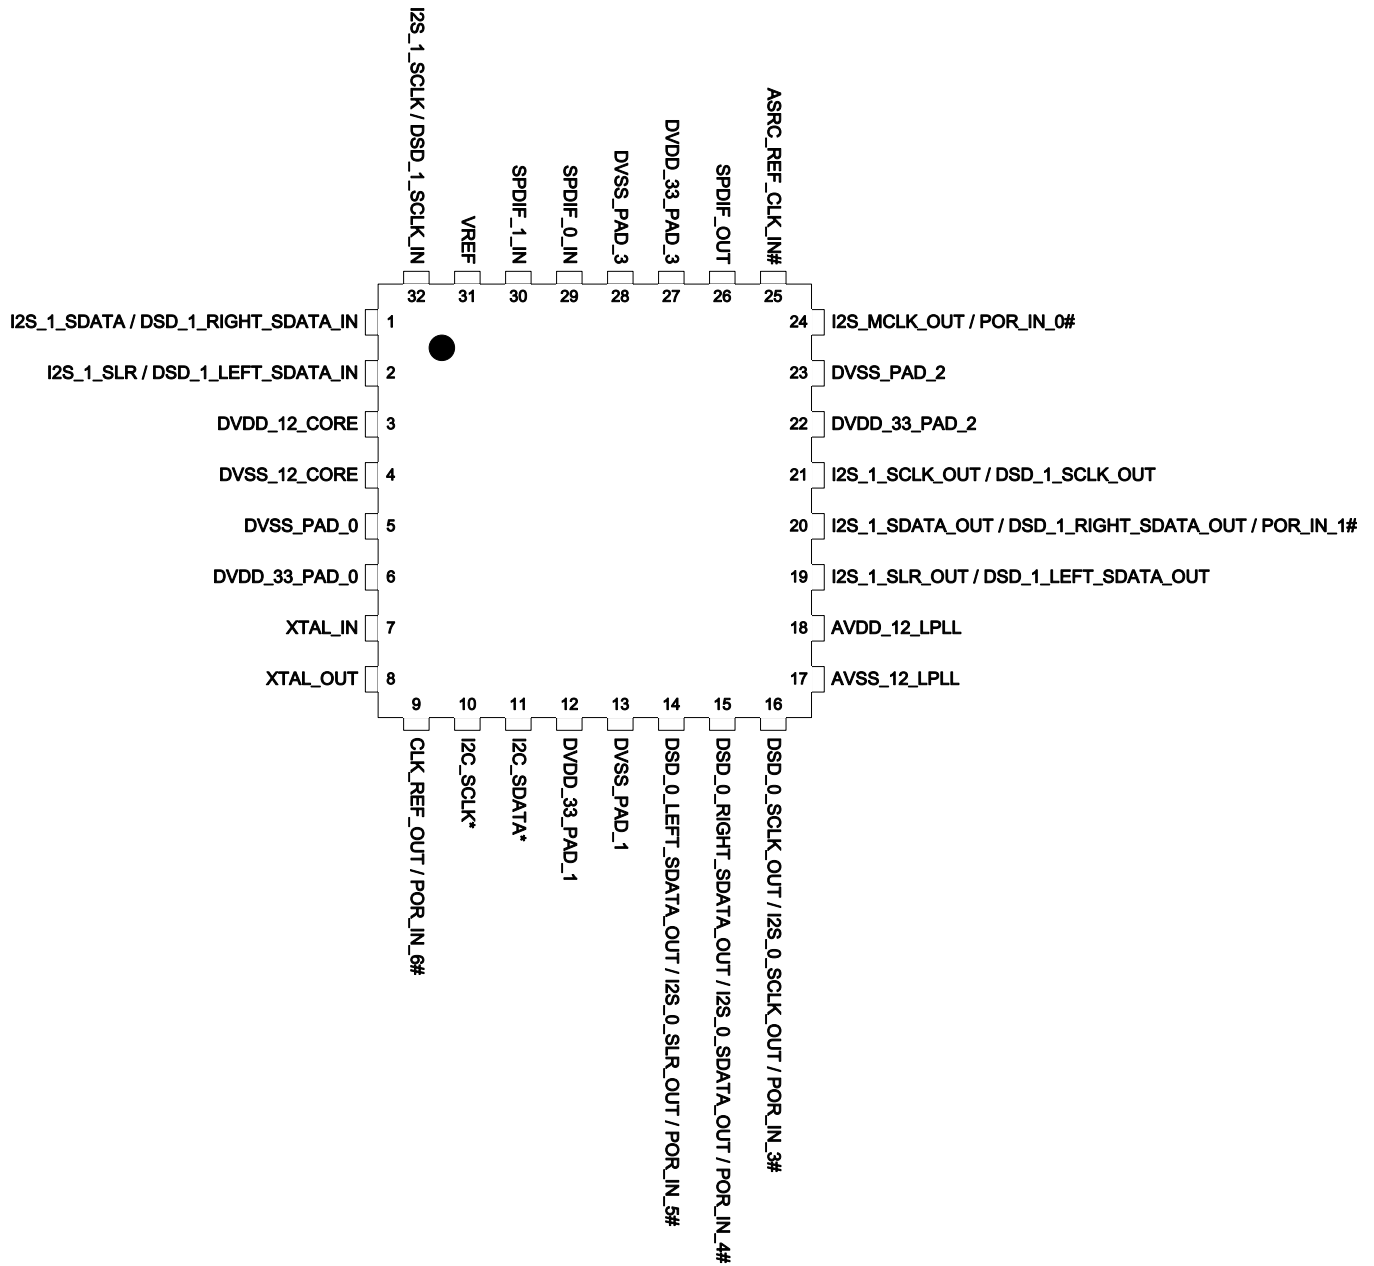 I2S_1_SCLK / DSD_1_SCLK_IN
VREF
SPDIF_1_IN
SPDIF_0_IN
DVSS_PAD_3
DVDD_33_PAD_3
SPDIF_OUT
ASRC_REF_CLK_IN#
32 31 30 29 28 27 26 25
I2S_1_SDATA / DSD_1_RIGHT_SDATA_IN 1 24 I2S_MCLK_OUT / POR_IN_0#
I2S_1_SLR / DSD_1_LEFT_SDATA_IN 2 23 DVSS_PAD_2
DVDD_12_CORE 3 22 DVDD_33_PAD_2
DVSS_12_CORE 4 21 I2S_1_SCLK_OUT / DSD_1_SCLK_OUT
DVSS_PAD_0 5 20 I2S_1_SDATA_OUT / DSD_1_RIGHT_SDATA_OUT / POR_IN_1#
DVDD_33_PAD_0 6 19 I2S_1_SLR_OUT / DSD_1_LEFT_SDATA_OUT
XTAL_IN 7 18 AVDD_12_LPLL
XTAL_OUT 8 17 AVSS_12_LPLL
9 10 11 12 13 14 15 16
CLK_REF_OUT / POR_IN_6#
I2C_SCLK*
I2C_SDATA*
DVDD_33_PAD_1
DVSS_PAD_1
DSD_0_LEFT_SDATA_OUT / I2S_0_SLR_OUT / POR_IN_5#
DSD_0_RIGHT_SDATA_OUT / I2S_0_SDATA_OUT / POR_IN_4#
DSD_0_SCLK_OUT / I2S_0_SCLK_OUT / POR_IN_3#